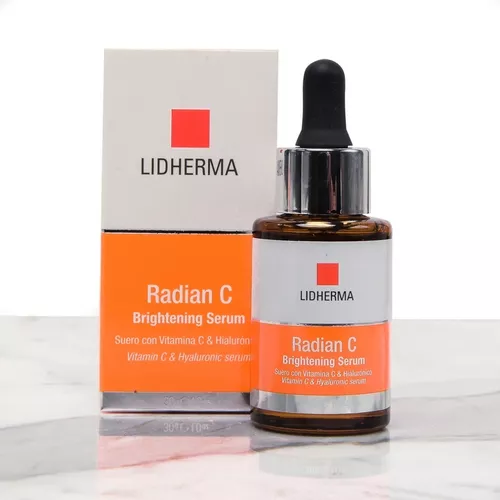 LIDHERMA
Radian C
Brightening Serum
Suero con Vitamina C & Hialurónico
Vitamin C & Hyaluronic serum
LIDHERMA
Radian C
Brightening Serum
Suero con Vitamina C & Hialurónico
Vitamin C & Hyaluronic serum